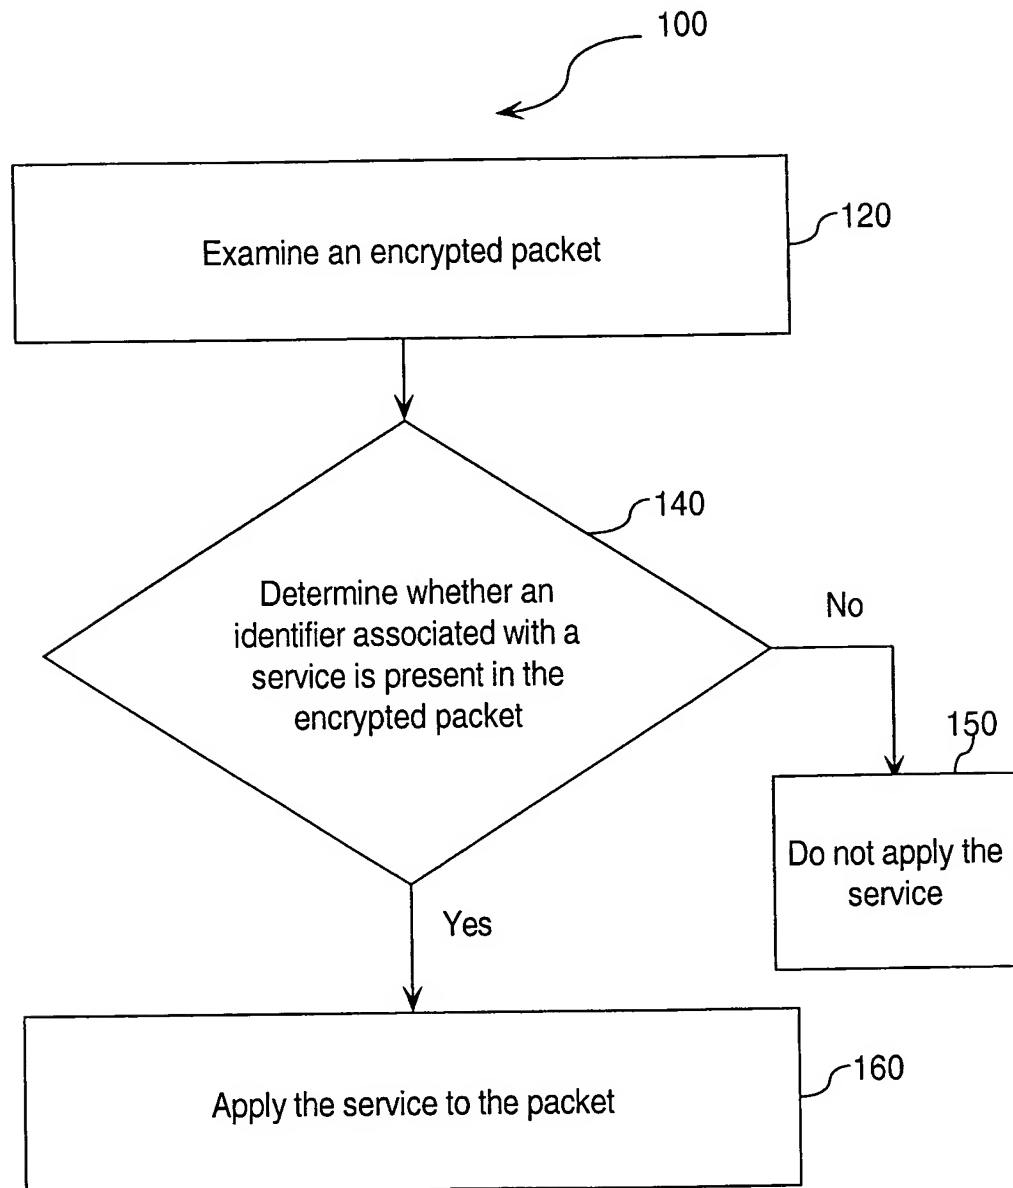 100
Examine an encrypted packet
120
140
Determine whether an
identifier associated with a
service is present in the
encrypted packet
No
150
Do not apply the
service
Yes
Apply the service to the packet
160